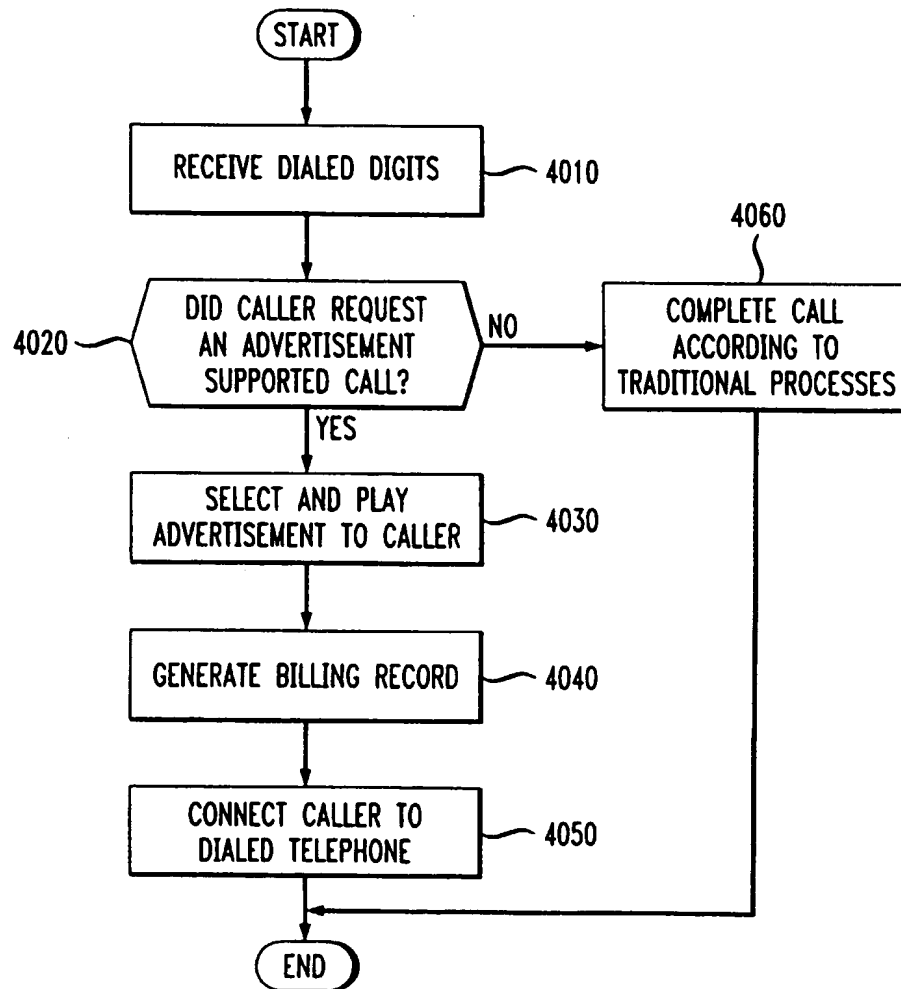 START
RECEIVE DIALED DIGITS
4010
4060
4020
DID CALLER REQUEST
AN ADVERTISEMENT
SUPPORTED CALL?
NO
COMPLETE CALL
ACCORDING TO
TRADITIONAL PROCESSES
YES
SELECT AND PLAY
ADVERTISEMENT TO CALLER
4030
GENERATE BILLING RECORD
4040
CONNECT CALLER TO
DIALED TELEPHONE
4050
END